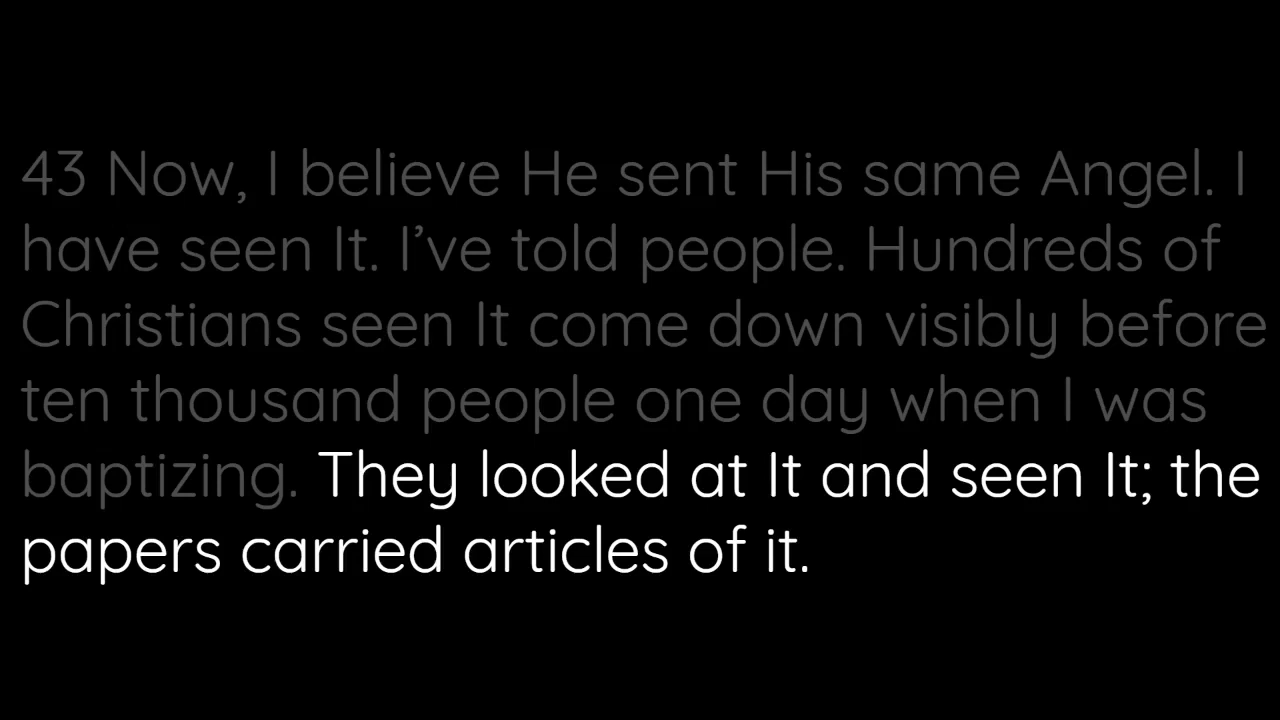 43 Now, I believe He sent His same Angel. I
have seen It. I’ve told people. Hundreds of
Christians seen It come down visibly before
ten thousand people one day when I was
baptizing. They looked at It and seen It; the
papers carried articles of it.